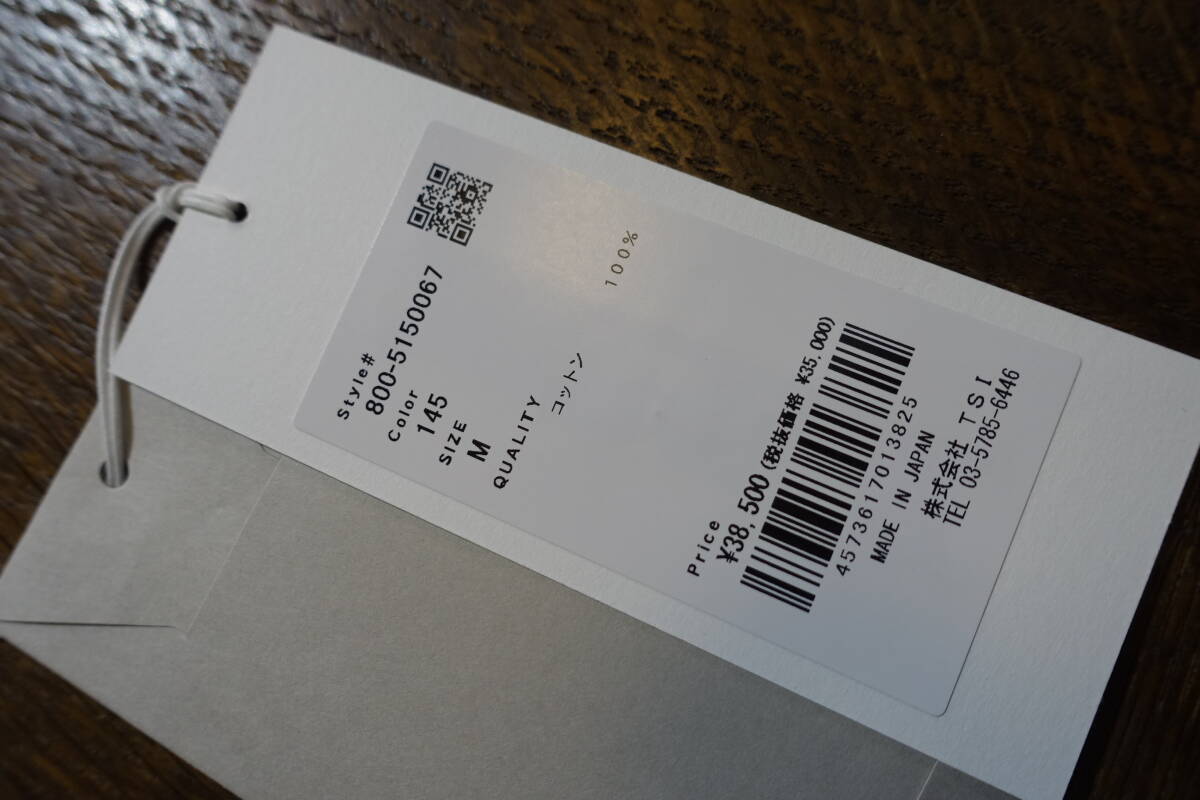 Style#
800-5150067
Color
145
SIZE
M
QUALITY
コットン 100%
Price
¥38,500(税抜価格 ¥35,000)
4573617013825
MADE IN JAPAN
株式会社 TSI
TEL 03-5785-6446